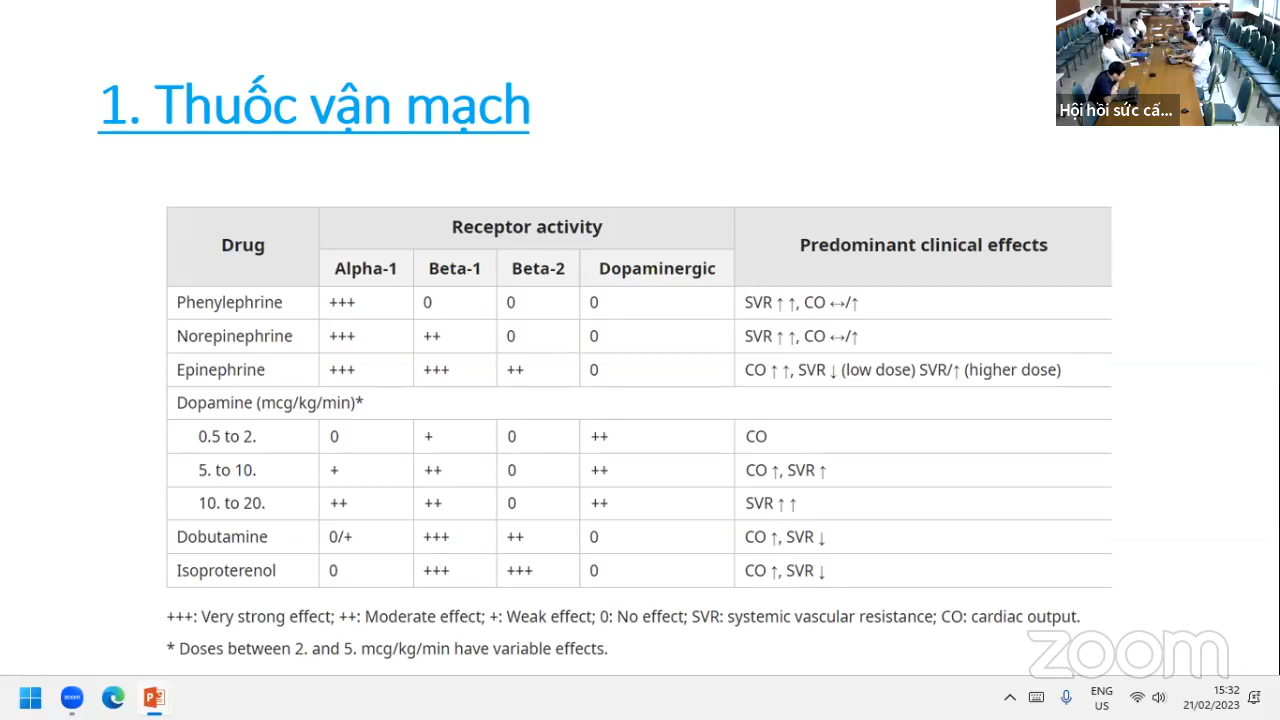 1. Thuốc vận mạch
Hội hồi sức cấ...
Drug Receptor activity Predominant clinical effects
Alpha-1 Beta-1 Beta-2 Dopaminergic
Phenylephrine +++ 0 0 0 SVR ↑ ↑, CO ↔/↑
Norepinephrine +++ ++ 0 0 SVR ↑ ↑, CO ↔/↑
Epinephrine +++ +++ ++ 0 CO ↑ ↑, SVR ↓ (low dose) SVR/↑ (higher dose)
Dopamine (mcg/kg/min)*
0.5 to 2. 0 + 0 ++ CO
5. to 10. + ++ 0 ++ CO ↑, SVR ↑
10. to 20. ++ ++ 0 ++ SVR ↑ ↑
Dobutamine 0/+ +++ ++ 0 CO ↑, SVR ↓
Isoproterenol 0 +++ +++ 0 CO ↑, SVR ↓
+++: Very strong effect; ++: Moderate effect; +: Weak effect; 0: No effect; SVR: systemic vascular resistance; CO: cardiac output.
* Doses between 2. and 5. mcg/kg/min have variable effects.
zoom
zoom
ENG
US
15:32
21/02/2023